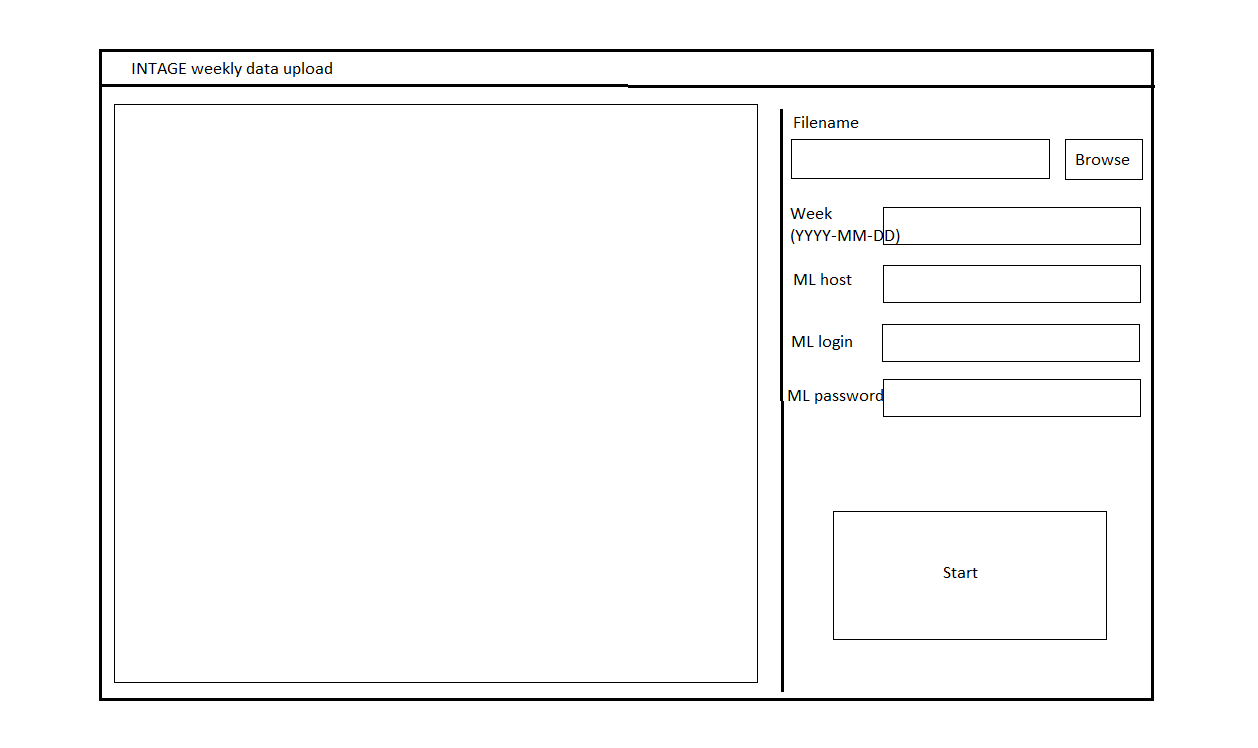 INTAGE weekly data upload
Filename
Browse
Week
(YYYY-MM-DD)
ML host
ML login
ML password
Start